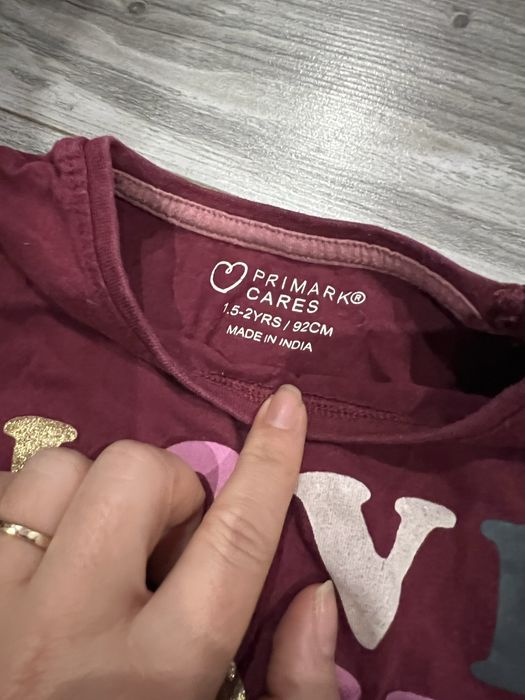 PRIMARK®
CARES
1.5-2YRS / 92CM
MADE IN INDIA
V